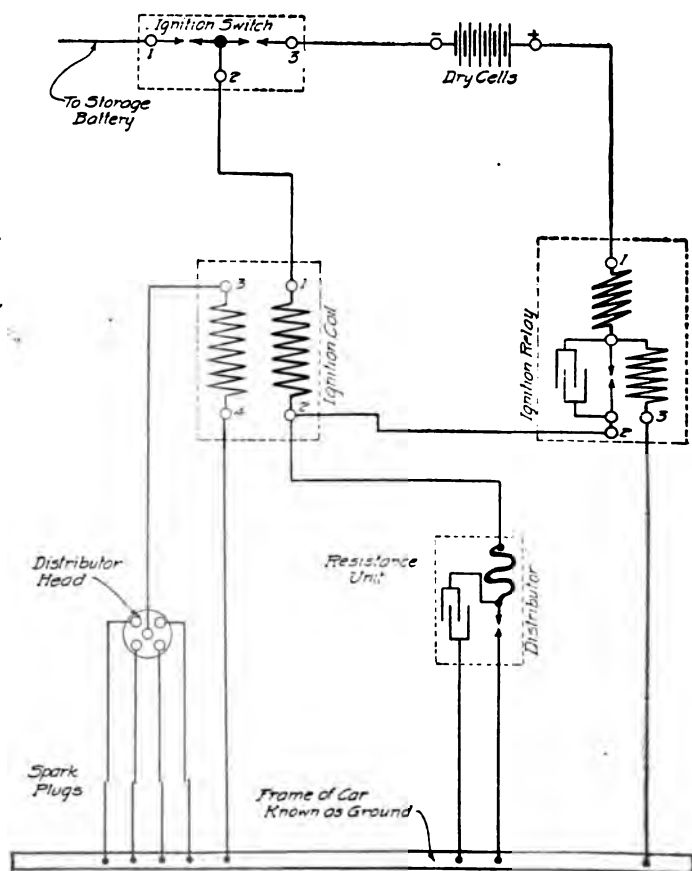 Ignition Switch
1
3
2
- +
Dry Cells
To Storage
Battery
1
Ignition Relay
2
3
3
1
Ignition Coil
4
2
Resistance
Unit
Distributor
Distributor
Head
Spark
Plugs
Frame of Car
Known as Ground